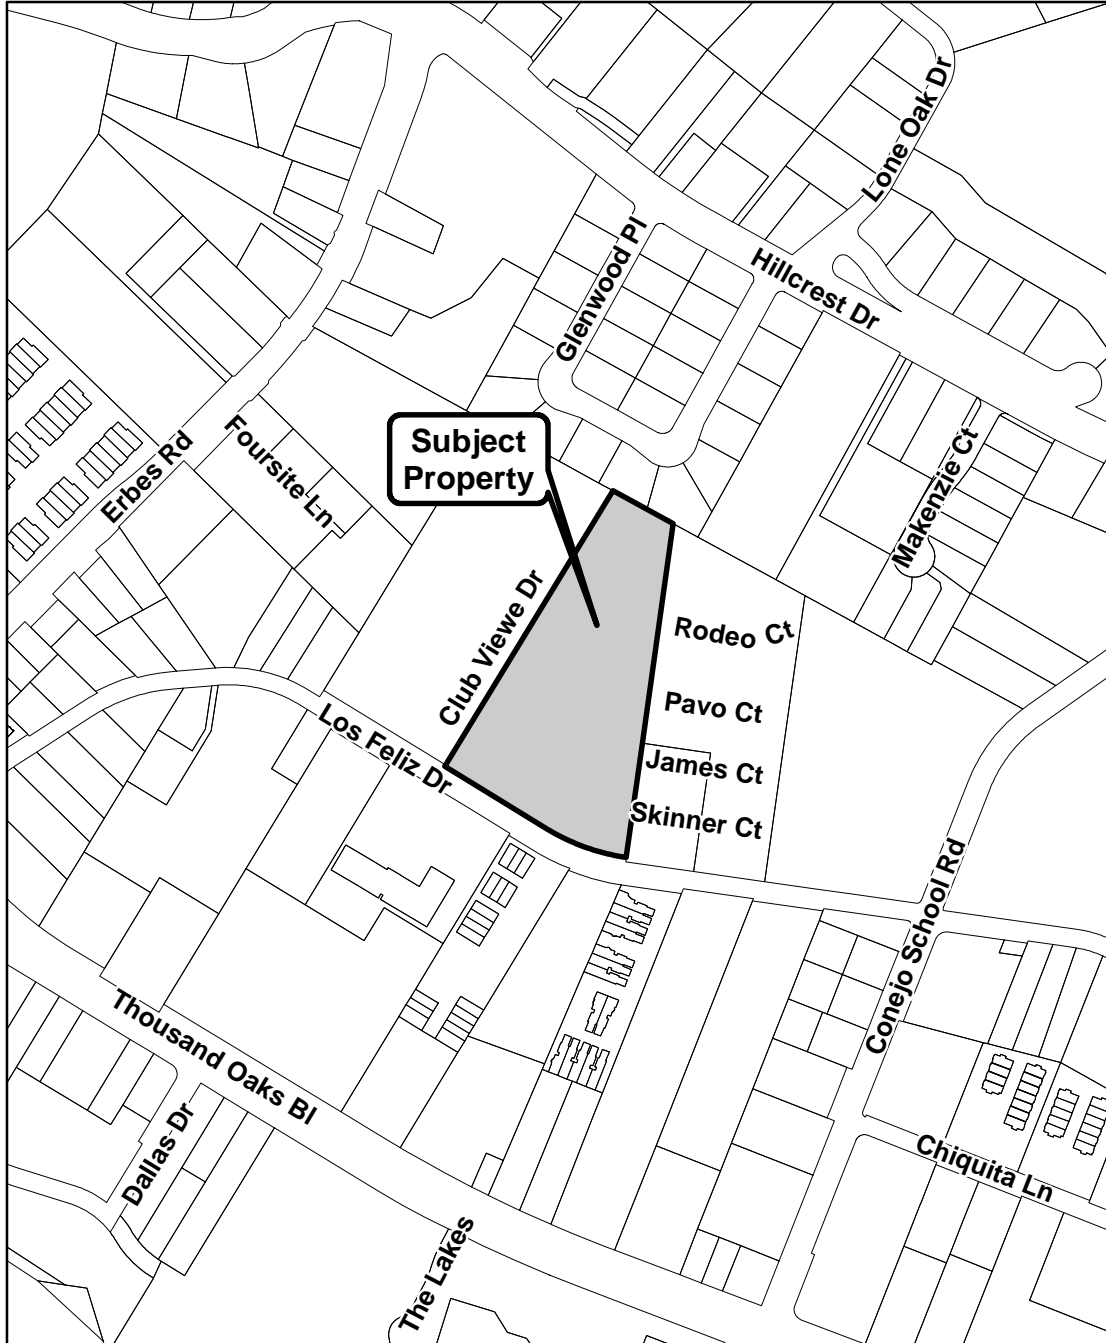 Lone Oak Dr
Glenwood Pl
Hillcrest Dr
Subject
Property
Erbes Rd
Foursite Ln
Makenzie Ct
Club Viewe Dr
Rodeo Ct
Pavo Ct
Los Feliz Dr
James Ct
Skinner Ct
Conejo School Rd
Thousand Oaks Bl
Dallas Dr
Chiquita Ln
The Lakes